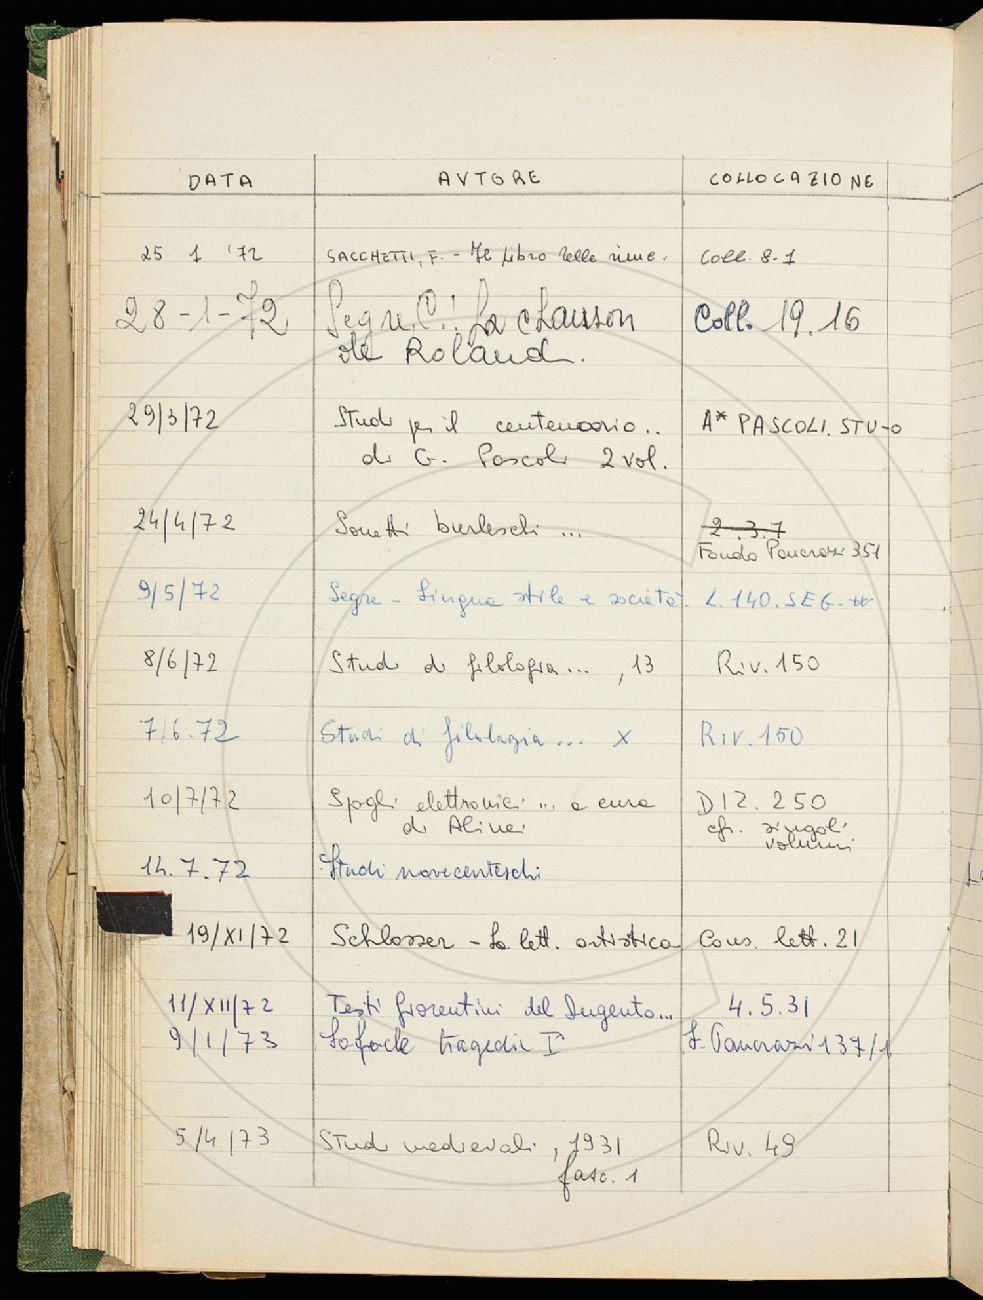 DATA AVTORE COLLOCAZIONE
25 1 '72 SACCHETTI, F. - Il libro delle rime. Coll. 8-1
28-1-72 Segre, C.: La chanson Coll. 19.16
de Roland.
29/3/72 Studi per il centenario.. A* PASCOLI. STU-O
di G. Pascoli 2 vol.
24/4/72 Sonetti burleschi ... 2.3.7
Fondo Pancrazi 351
9/5/72 Segre - Lingua stile e società. L.140.SEG-#
8/6/72 Studi di filologia ... , 13 Riv. 150
7/6.72 Studi di filologia ... X Riv. 150
10/7/72 Spogli elettronici ... a cura DIZ. 250
di Alinei cfr. singoli
volumi
14.7.72 Studi novecenteschi
19/XI/72 Schlosser - La lett. artistica Cons. lett. 21
11/XII/72 Testi fiorentini del Dugento... 4.5.31
9/1/73 Sofocle tragedie I° F. Pancrazi 137/1
5/4/73 Studi medievali, 1931 Riv. 49
fasc. 1